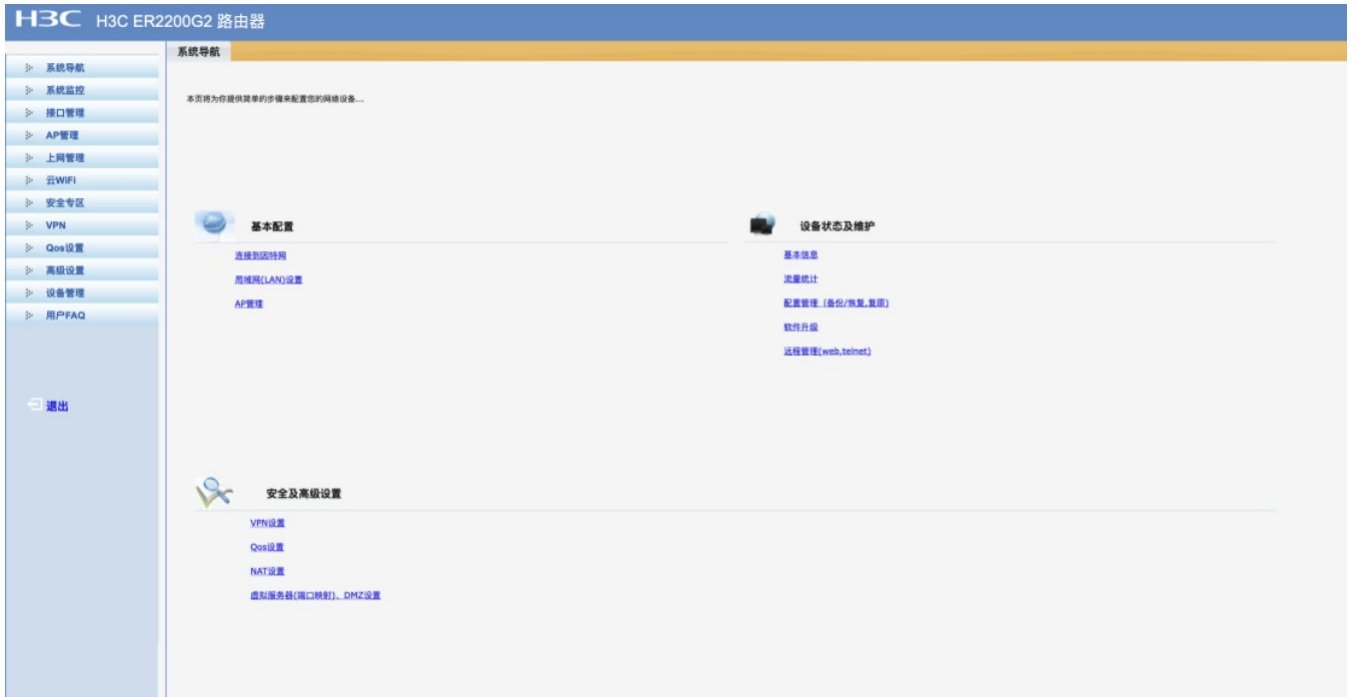 H3C H3C ER2200G2 路由器
系统导航
系统导航
系统监控
接口管理
AP管理
上网管理
云WiFi
安全专区
VPN
Qos设置
高级设置
设备管理
用户FAQ
退出
本页将为你提供简单的步骤来配置您的网络设备...
基本配置
连接到因特网
局域网(LAN)设置
AP管理
设备状态及维护
基本信息
流量统计
配置管理（备份/恢复,复原）
软件升级
远程管理(web,telnet)
安全及高级设置
VPN设置
Qos设置
NAT设置
虚拟服务器(端口映射)、DMZ设置